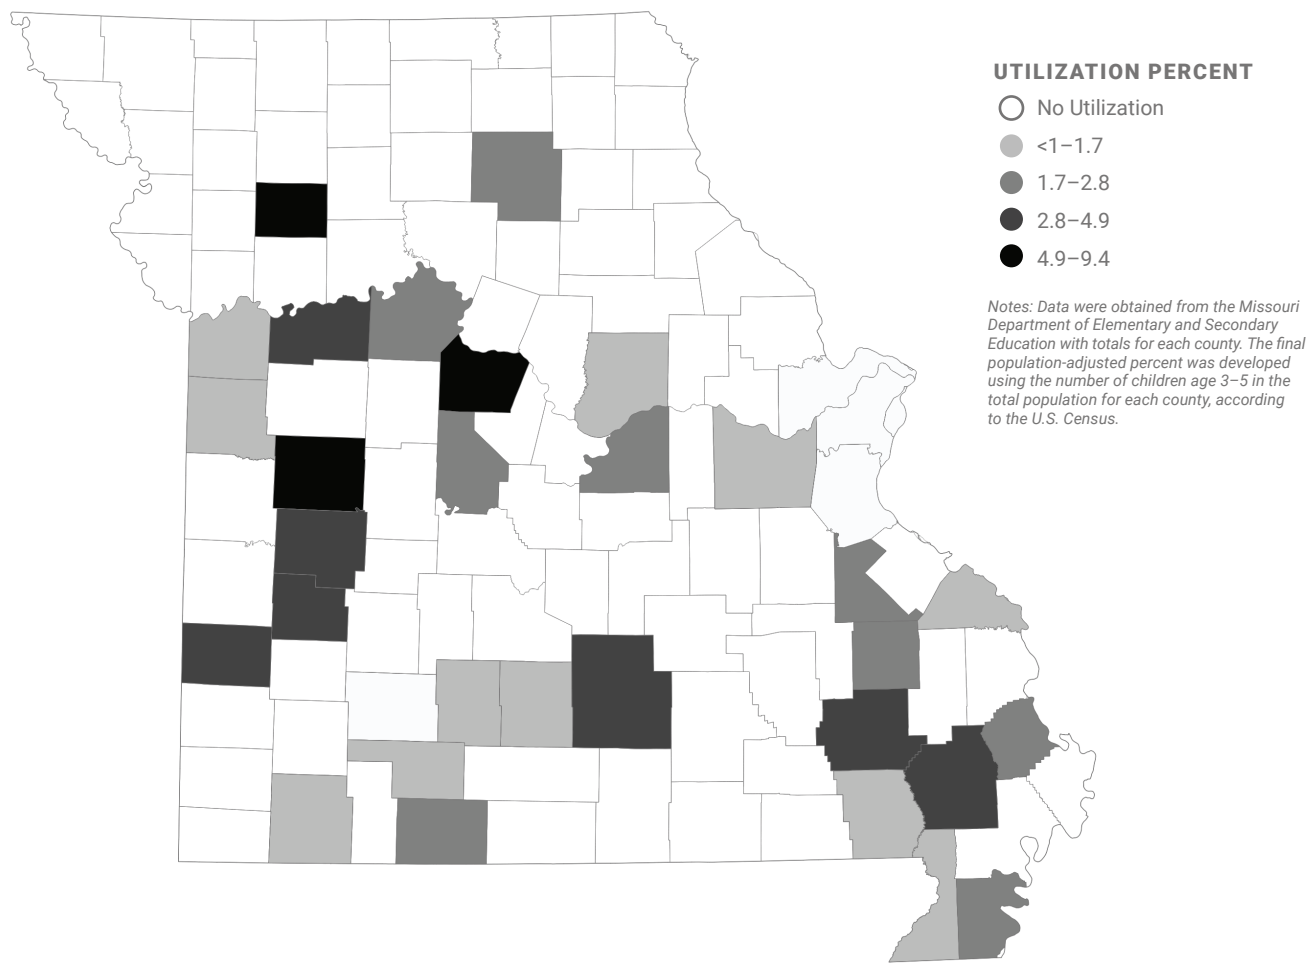 UTILIZATION PERCENT
No Utilization
<1–1.7
1.7–2.8
2.8–4.9
4.9–9.4
Notes: Data were obtained from the Missouri
Department of Elementary and Secondary
Education with totals for each county. The final
population-adjusted percent was developed
using the number of children age 3–5 in the
total population for each county, according
to the U.S. Census.